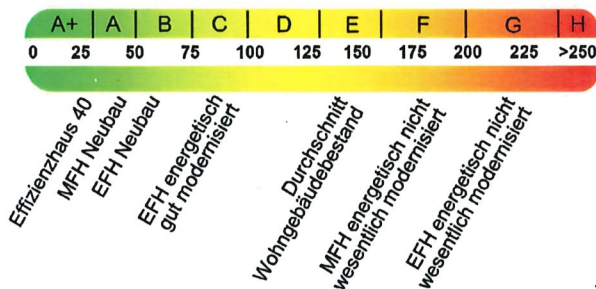 A+ A B C D E F G H
0 25 50 75 100 125 150 175 200 225 >250
Effizienzhaus 40
MFH Neubau
EFH Neubau
EFH energetisch
gut modernisiert
Durchschnitt
Wohngebäudebestand
MFH energetisch nicht
wesentlich modernisiert
EFH energetisch nicht
wesentlich modernisiert